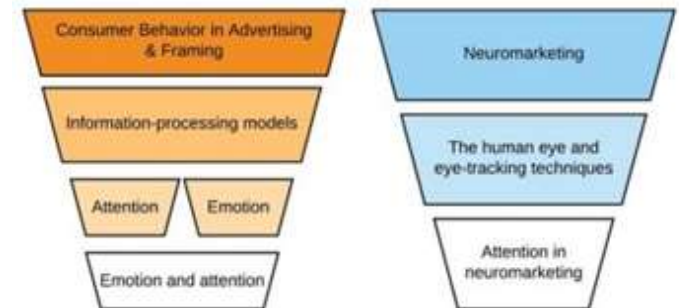 Consumer Behavior in Advertising
& Framing
Information-processing models
Attention
Emotion
Emotion and attention
Neuromarketing
The human eye and
eye-tracking techniques
Attention in
neuromarketing